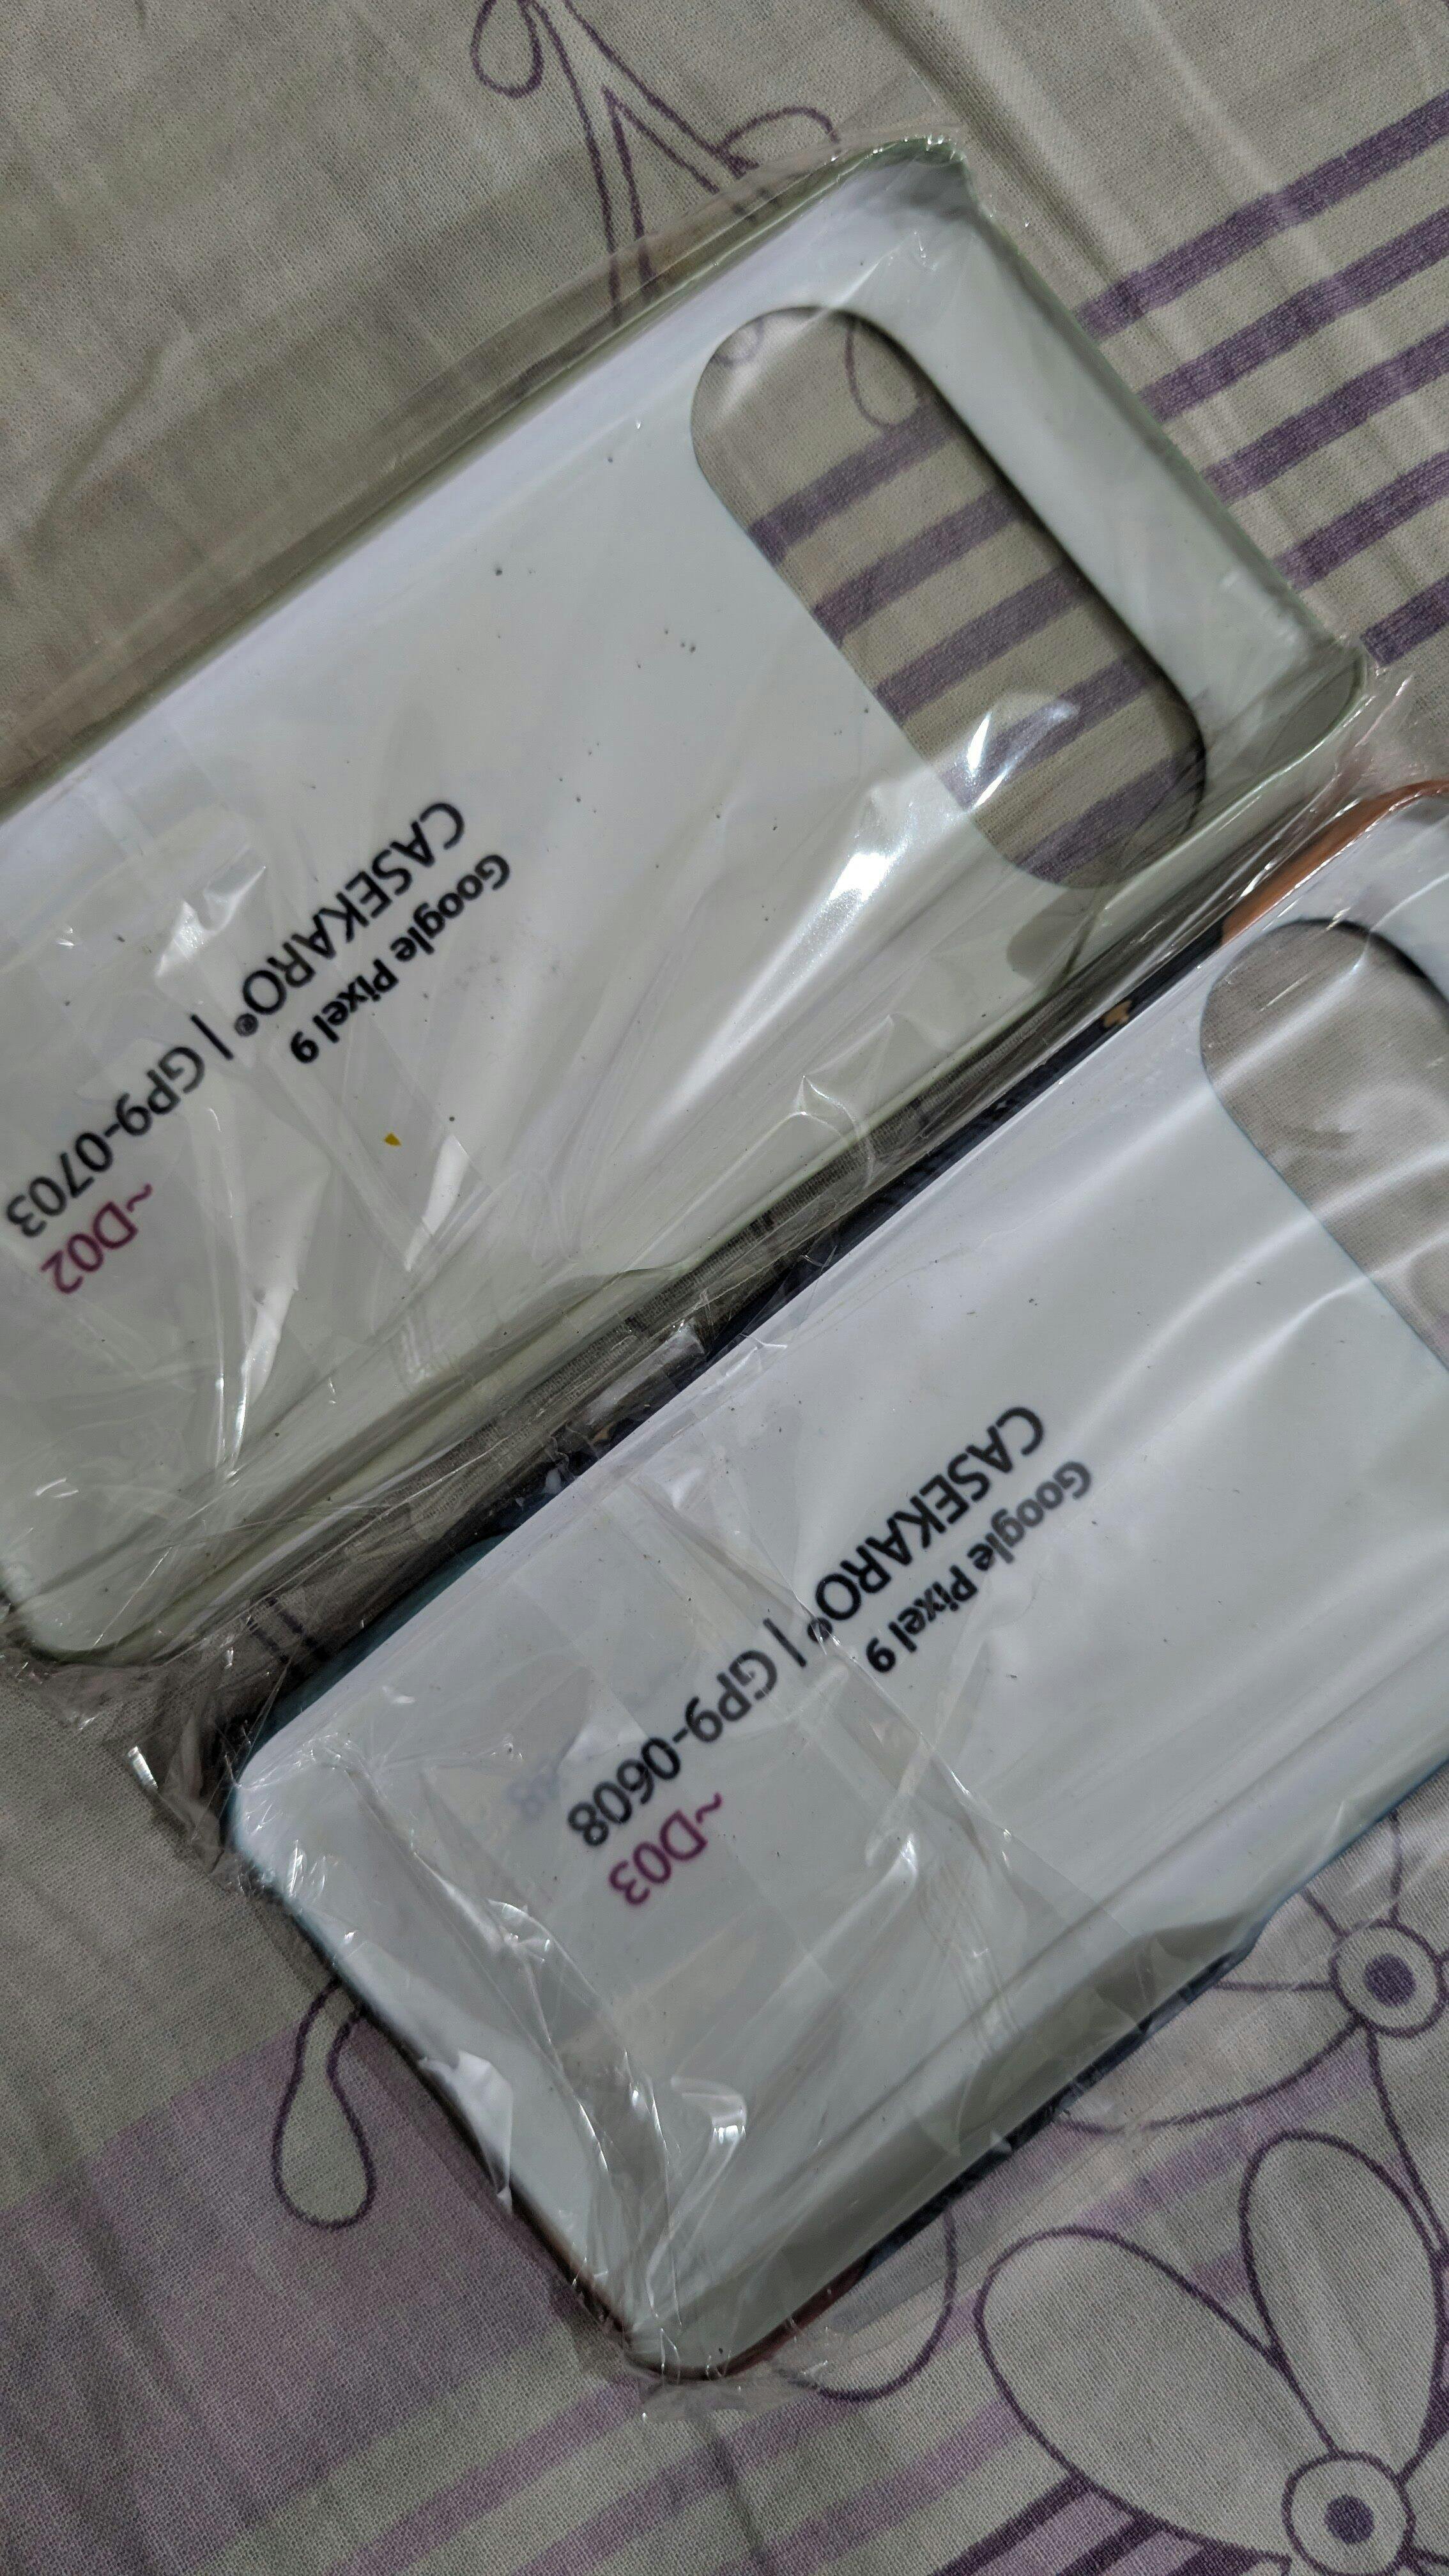 Google Pixel 9
CASEKARO® | GP9-0703
~D02
Google Pixel 9
CASEKARO® | GP9-0608
~D03